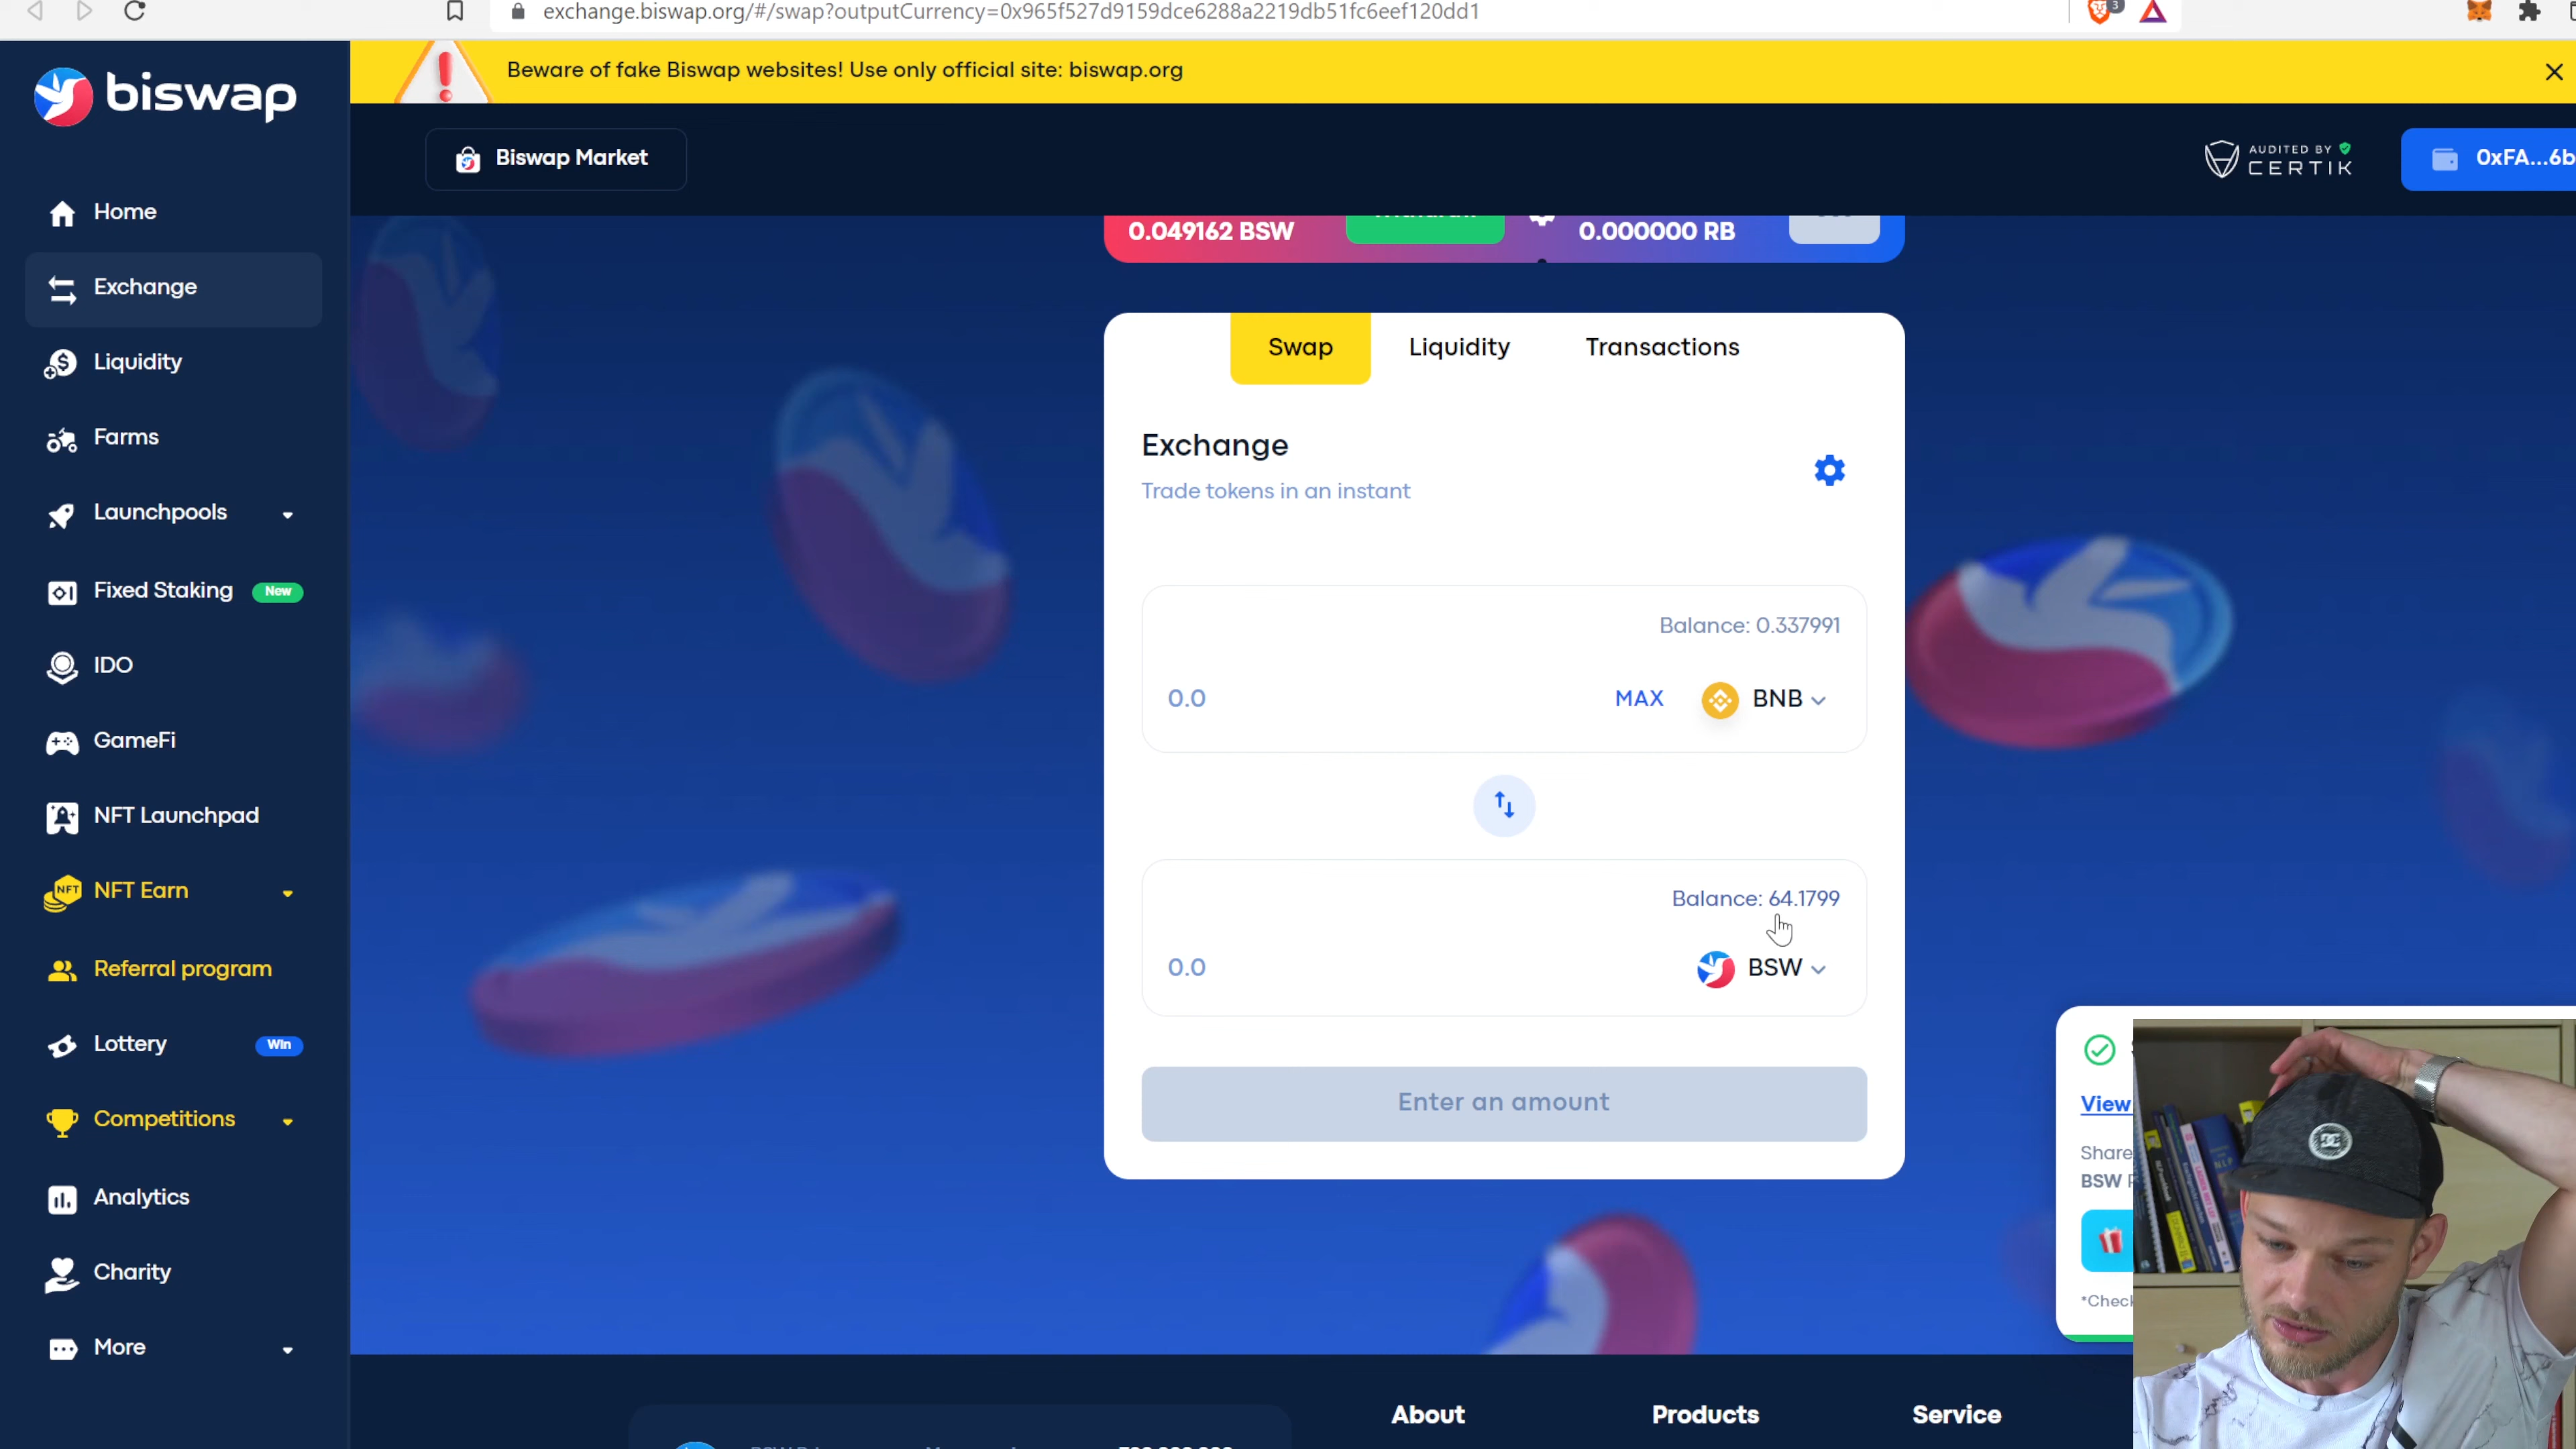 exchange.biswap.org/#/swap?outputCurrency=0x965f527d9159dce6288a2219db51fc6eef120dd1
3
biswap
Beware of fake Biswap websites! Use only official site: biswap.org
Biswap Market
AUDITED BY
CERTIK
0xFA...6b
Home
Exchange
Liquidity
Farms
Launchpools
Fixed Staking New
IDO
GameFi
NFT Launchpad
NFT
NFT Earn
Referral program
Lottery Win
Competitions
Analytics
Charity
More
0.049162 BSW
0.000000 RB
Swap Liquidity Transactions
Exchange
Trade tokens in an instant
Balance: 0.337991
0.0 MAX BNB
Balance: 64.1799
0.0 BSW
Enter an amount
View
Share
BSW
*Check
About Products Service